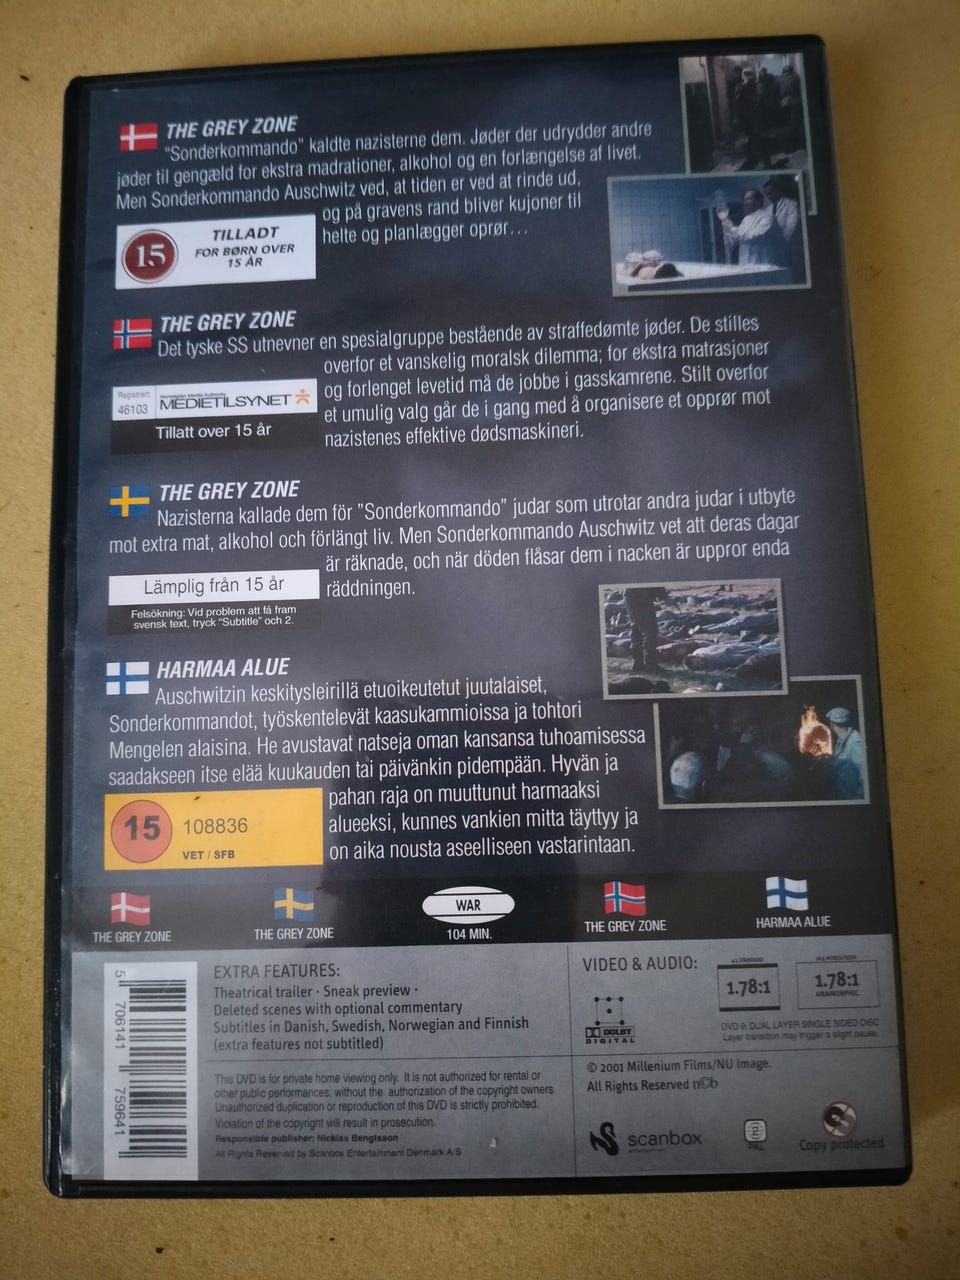 THE GREY ZONE
"Sonderkommando" kaldte nazisterne dem. Jøder der udrydder andre
jøder til gengæld for ekstra madrationer, alkohol og en forlængelse af livet.
Men Sonderkommando Auschwitz ved, at tiden er ved at rinde ud,
og på gravens rand bliver kujoner til
helte og planlægger oprør...
15
TILLADT
FOR BØRN OVER
15 ÅR
THE GREY ZONE
Det tyske SS utnevner en spesialgruppe bestående av straffedømte jøder. De stilles
overfor et vanskelig moralsk dilemma; for ekstra matrasjoner
og forlenget levetid må de jobbe i gasskamrene. Stilt overfor
et umulig valg går de i gang med å organisere et opprør mot
nazistenes effektive dødsmaskineri.
Registrert:
46103
Norwegian Media Authority
MEDIETILSYNET
Tillatt over 15 år
THE GREY ZONE
Nazisterna kallade dem för "Sonderkommando" judar som utrotar andra judar i utbyte
mot extra mat, alkohol och förlängt liv. Men Sonderkommando Auschwitz vet att deras dagar
är räknade, och när döden flåsar dem i nacken är uppror enda
räddningen.
Lämplig från 15 år
Felsökning: Vid problem att få fram
svensk text, tryck "Subtitle" och 2.
HARMAA ALUE
Auschwitzin keskitysleirillä etuoikeutetut juutalaiset,
Sonderkommandot, työskentelevät kaasukammioissa ja tohtori
Mengelen alaisina. He avustavat natseja oman kansansa tuhoamisessa
saadakseen itse elää kuukauden tai päivänkin pidempään. Hyvän ja
pahan raja on muuttunut harmaaksi
alueeksi, kunnes vankien mitta täyttyy ja
on aika nousta aseelliseen vastarintaan.
15
108836
VET / SFB
THE GREY ZONE
THE GREY ZONE
WAR
104 MIN.
THE GREY ZONE
HARMAA ALUE
5 706141 759641
EXTRA FEATURES:
Theatrical trailer · Sneak preview ·
Deleted scenes with optional commentary
Subtitles in Danish, Swedish, Norwegian and Finnish
(extra features not subtitled)
VIDEO & AUDIO:
DOLBY
DIGITAL
4:3 STANDARD
1.78:1
16:9 WIDESCREEN
1.78:1
ANAMORPHIC
DVD 9: DUAL LAYER SINGLE SIDED DISC
Layer transition may trigger a slight pause.
This DVD is for private home viewing only. It is not authorized for rental or
other public performances, without the authorization of the copyright owners.
Unauthorized duplication or reproduction of this DVD is strictly prohibited.
Violation of the copyright will result in prosecution.
Responsible publisher: Nicklas Bengtsson
All Rights Reserved by Scanbox Entertainment Denmark A/S
© 2001 Millenium Films/NU Image.
All Rights Reserved n©b
scanbox
2
PAL
Copy protected